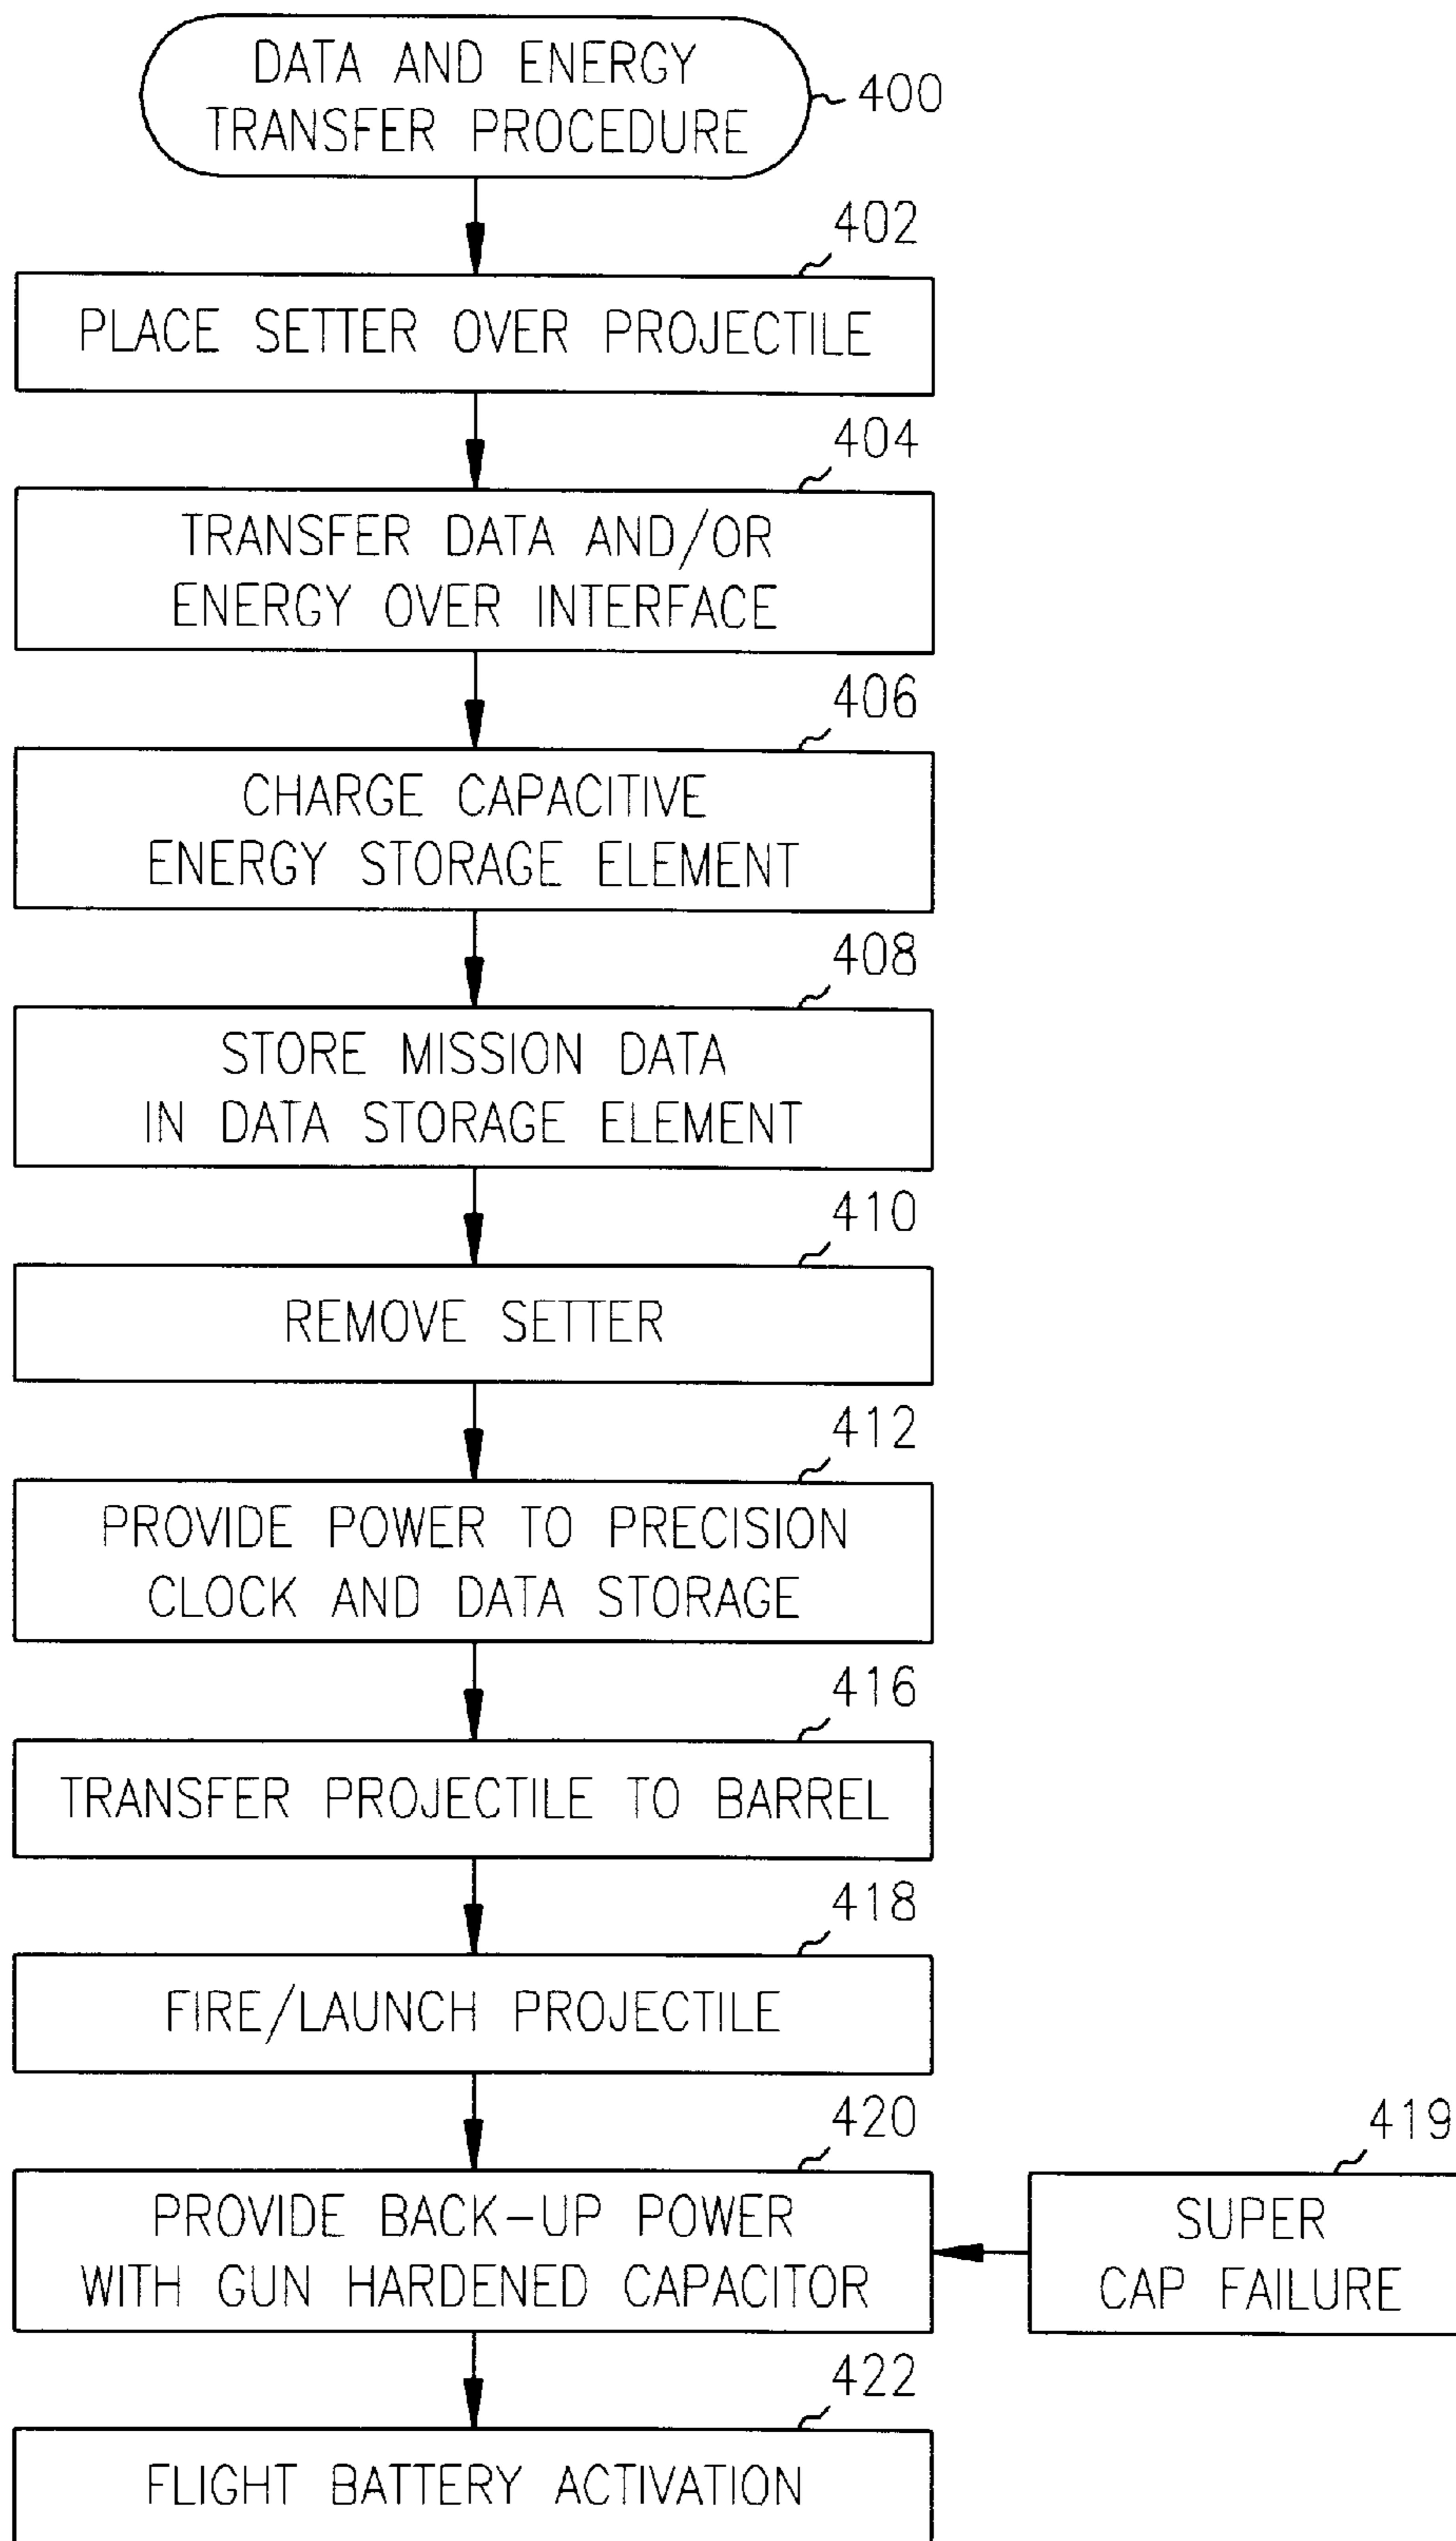 DATA AND ENERGY
TRANSFER PROCEDURE
400
402
PLACE SETTER OVER PROJECTILE
404
TRANSFER DATA AND/OR
ENERGY OVER INTERFACE
406
CHARGE CAPACITIVE
ENERGY STORAGE ELEMENT
408
STORE MISSION DATA
IN DATA STORAGE ELEMENT
410
REMOVE SETTER
412
PROVIDE POWER TO PRECISION
CLOCK AND DATA STORAGE
416
TRANSFER PROJECTILE TO BARREL
418
FIRE/LAUNCH PROJECTILE
420
PROVIDE BACK-UP POWER
WITH GUN HARDENED CAPACITOR
419
SUPER
CAP FAILURE
422
FLIGHT BATTERY ACTIVATION